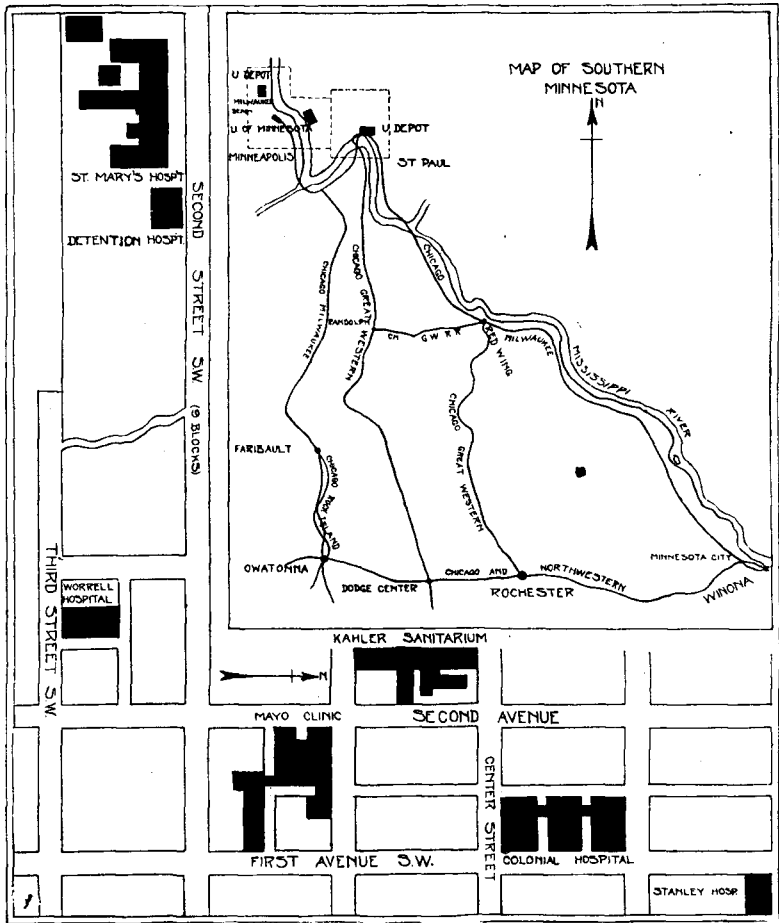 MAP OF SOUTHERN
MINNESOTA
N
U DEPOT
MILWAUKEE
U OF MINNESOTA
MINNEAPOLIS
U DEPOT
ST PAUL
ST. MARY'S HOSPT
DETENTION HOSPT.
SECOND STREET SW (9 BLOCKS)
CHICAGO MILWAUKEE
CHICAGO GREAT WESTERN
CHICAGO
MILWAUKEE
RANDOLPH
CH G W R R
RED WING
MISSISSIPPI RIVER
CHICAGO GREAT WESTERN
FARIBAULT
CHICAGO ROCK ISLAND
OWATONNA
DODGE CENTER
CHICAGO AND
NORTHWESTERN
ROCHESTER
MINNESOTA CITY
WINONA
THIRD STREET S.W.
WORRELL
HOSPITAL
KAHLER SANITARIUM
N
MAYO CLINIC
SECOND AVENUE
CENTER STREET
FIRST AVENUE S.W.
COLONIAL HOSPITAL
STANLEY HOSP.